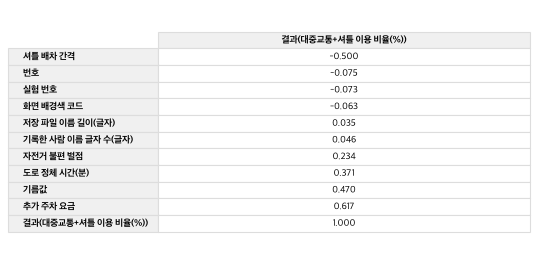 결과(대중교통+셔틀 이용 비율(%))
셔틀 배차 간격 -0.500
번호 -0.075
실험 번호 -0.073
화면 배경색 코드 -0.063
저장 파일 이름 길이(글자) 0.035
기록한 사람 이름 글자 수(글자) 0.046
자전거 불편 벌점 0.234
도로 정체 시간(분) 0.371
기름값 0.470
추가 주차 요금 0.617
결과(대중교통+셔틀 이용 비율(%)) 1.000